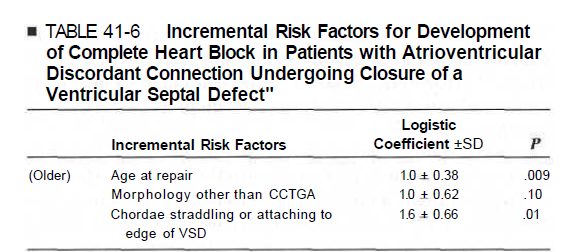 ■ TABLE 41-6 Incremental Risk Factors for Development
of Complete Heart Block in Patients with Atrioventricular
Discordant Connection Undergoing Closure of a
Ventricular Septal Defect"
Logistic
Incremental Risk Factors Coefficient ±SD P
(Older) Age at repair 1.0 ± 0.38 .009
Morphology other than CCTGA 1.0 ± 0.62 .10
Chordae straddling or attaching to 1.6 ± 0.66 .01
edge of VSD